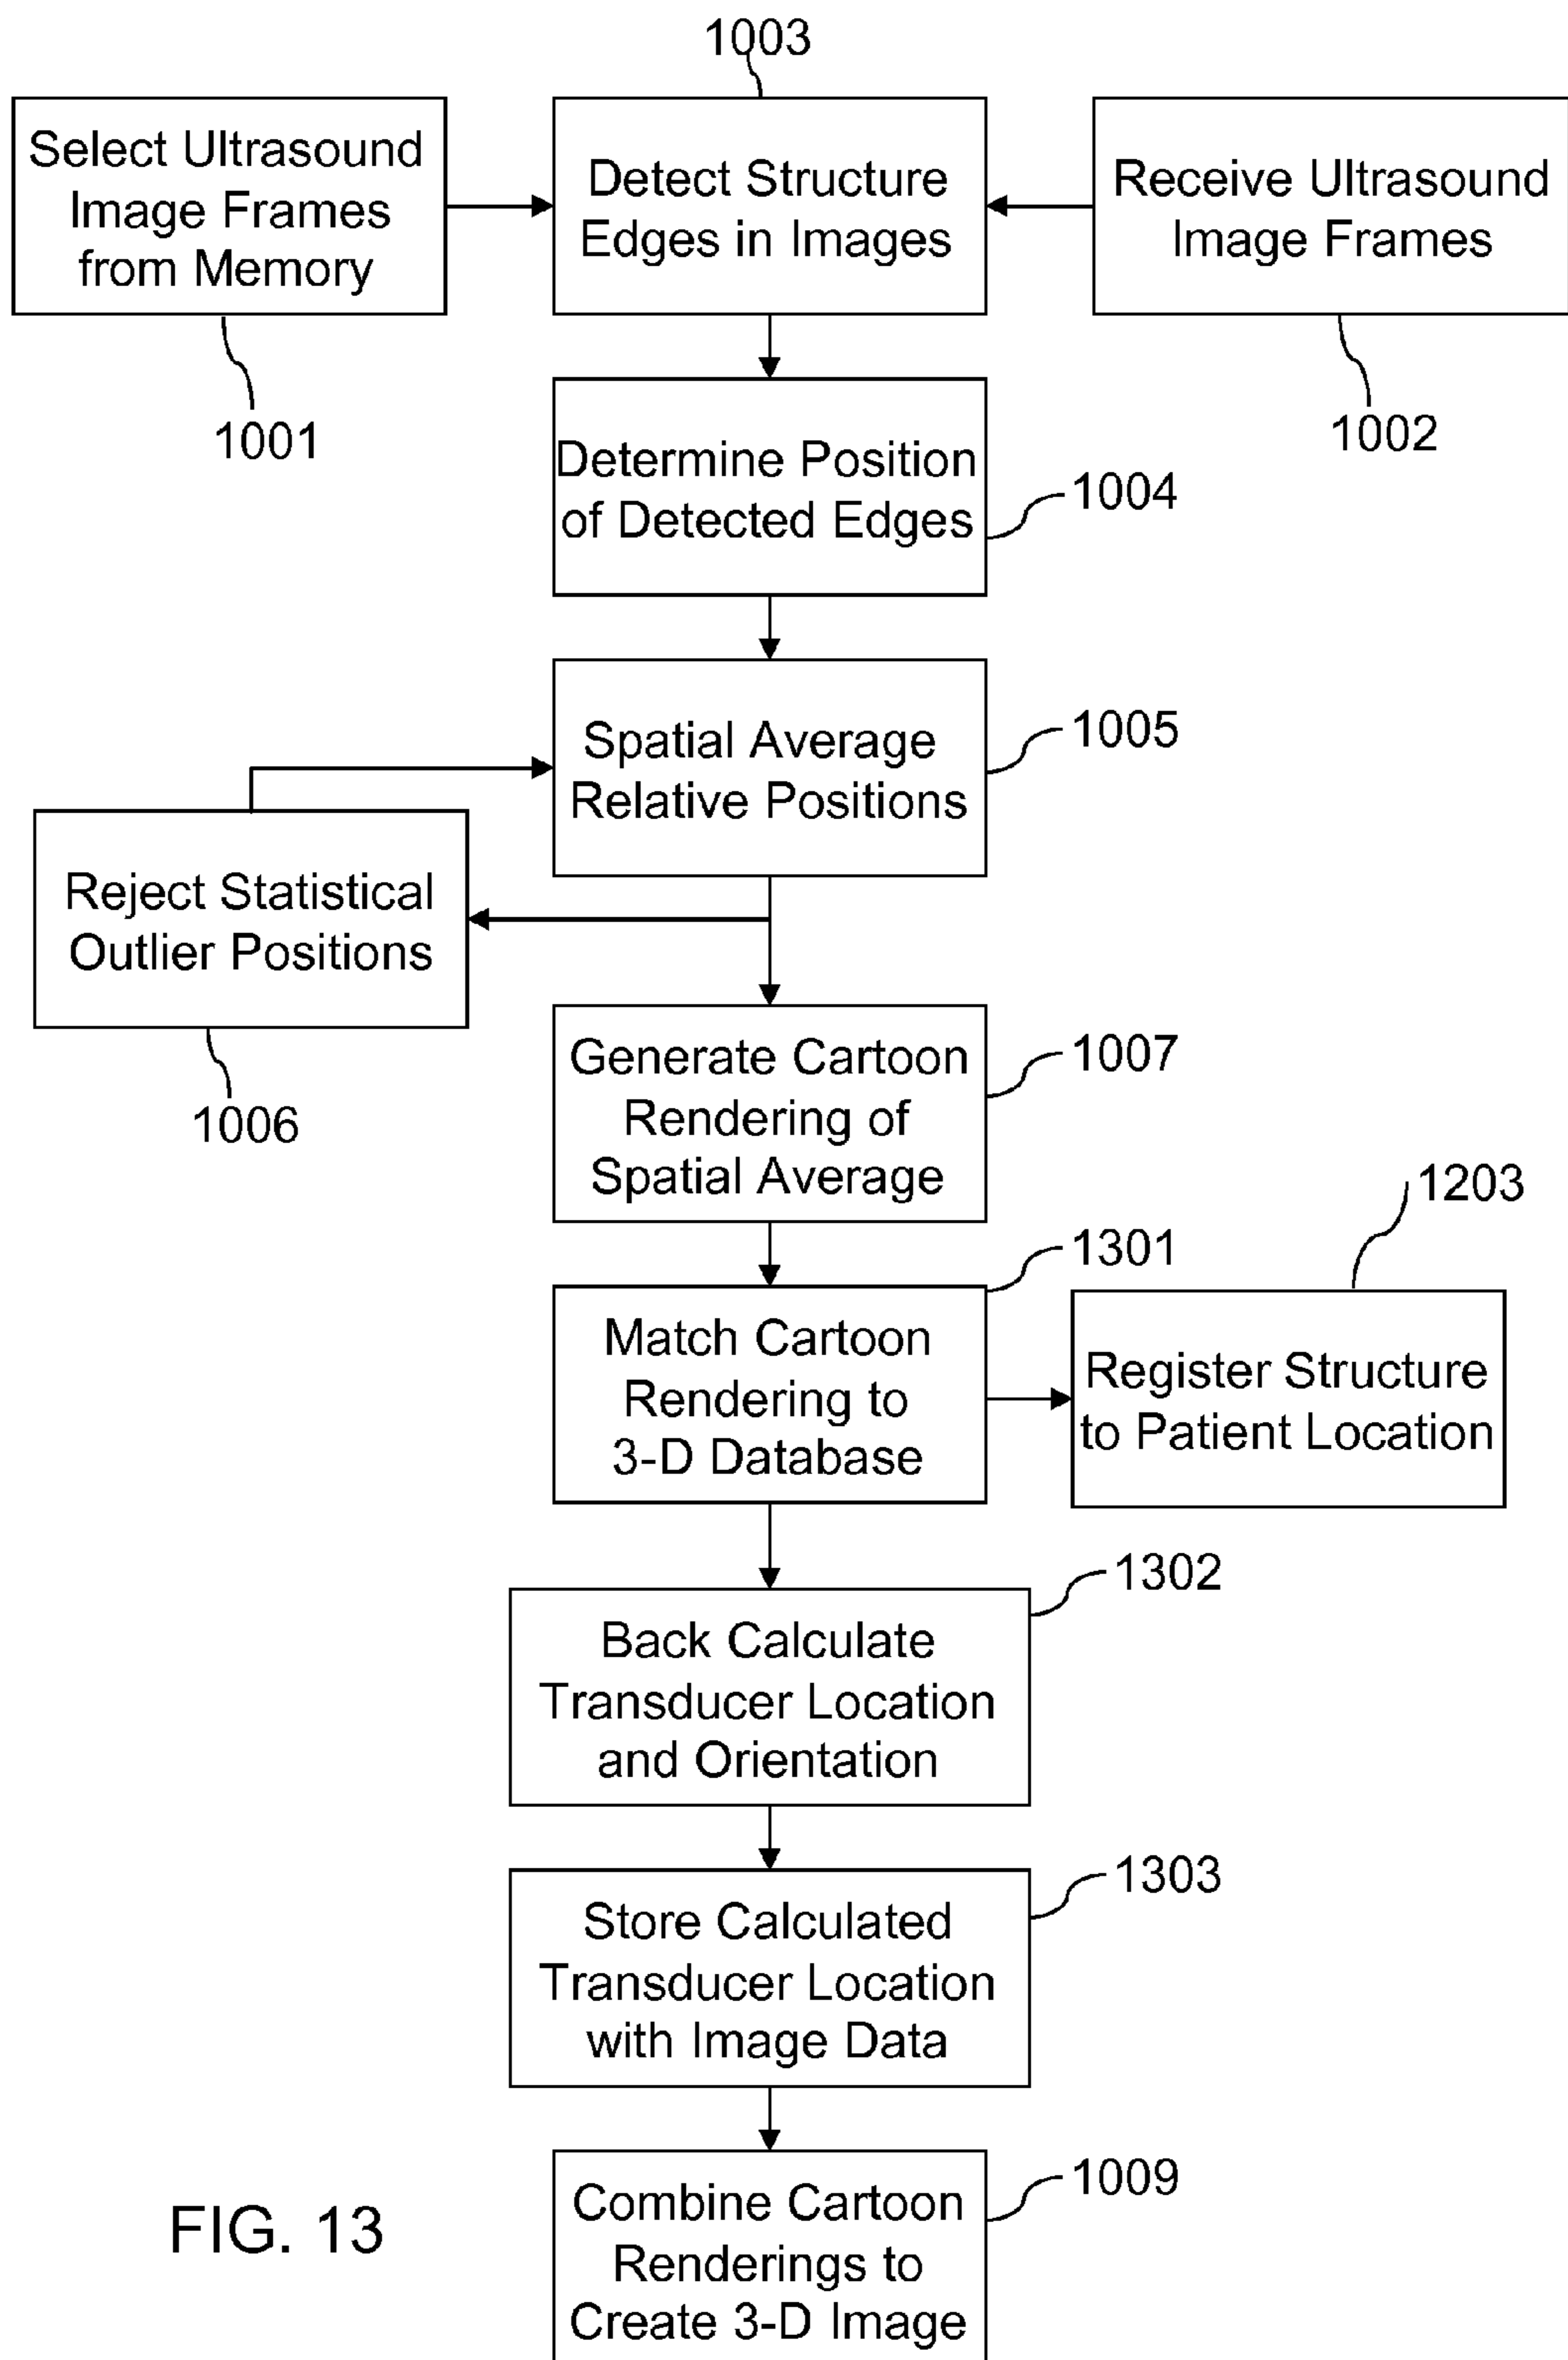 1003
Select Ultrasound
Image Frames
from Memory
Detect Structure
Edges in Images
Receive Ultrasound
Image Frames
1001
1002
Determine Position
of Detected Edges
1004
Spatial Average
Relative Positions
1005
Reject Statistical
Outlier Positions
1006
Generate Cartoon
Rendering of
Spatial Average
1007
1203
1301
Match Cartoon
Rendering to
3-D Database
Register Structure
to Patient Location
1302
Back Calculate
Transducer Location
and Orientation
1303
Store Calculated
Transducer Location
with Image Data
1009
Combine Cartoon
Renderings to
Create 3-D Image
FIG. 13